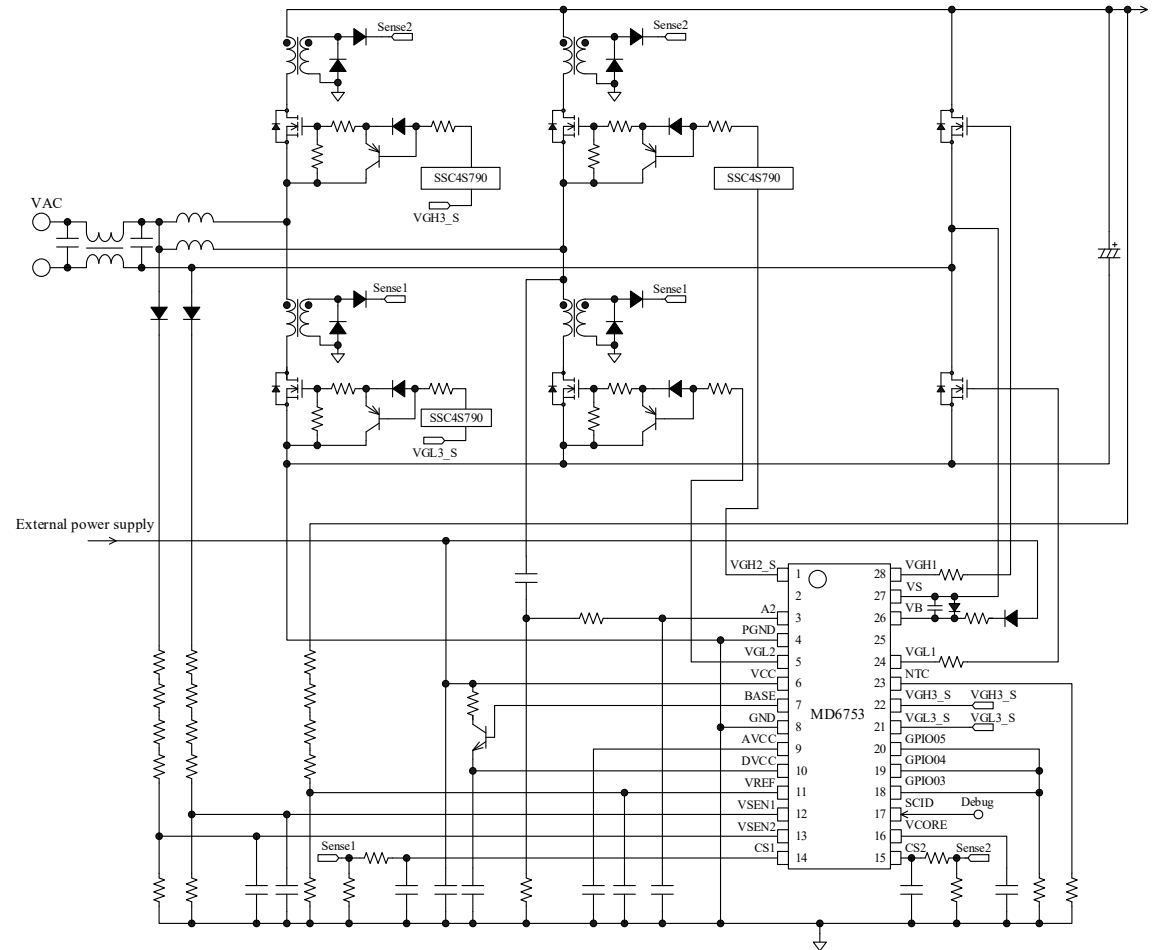 Sense2
Sense2
SSC4S790
SSC4S790
VGH3_S
VAC
Sense1
Sense1
SSC4S790
VGL3_S
External power supply
VGH2_S 1 28 VGH1
2 27 VS
A2 3 26 VB
PGND 4 25
VGL2 5 24 VGL1
VCC 6 23 NTC
BASE 7 22 VGH3_S VGH3_S
MD6753
GND 8 21 VGL3_S VGL3_S
AVCC 9 20 GPIO05
DVCC 10 19 GPIO04
VREF 11 18 GPIO03
VSEN1 12 17 SCID Debug
VSEN2 13 16 VCORE
Sense1 CS1 14 15 CS2 Sense2
+